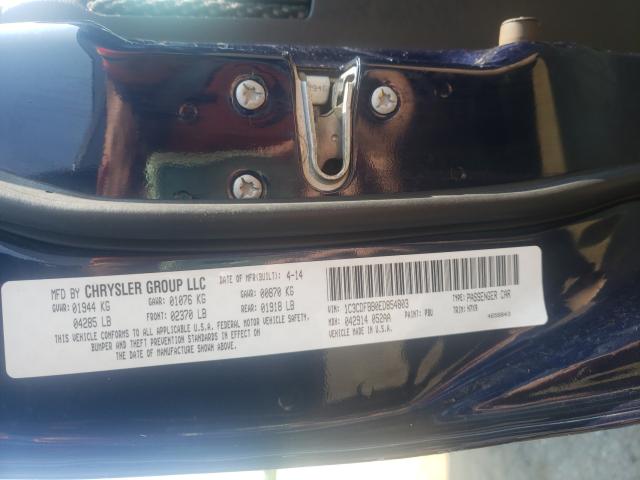 MFD BY CHRYSLER GROUP LLC
DATE OF MFR(BUILT): 4-14
GVWR: 01944 KG
GAWR: 01076 KG
GAWR: 00870 KG
04285 LB
FRONT: 02370 LB
REAR: 01918 LB
THIS VEHICLE CONFORMS TO ALL APPLICABLE U.S.A. FEDERAL MOTOR VEHICLE SAFETY,
BUMPER AND THEFT PREVENTION STANDARDS IN EFFECT ON
THE DATE OF MANUFACTURE SHOWN ABOVE.
VIN: 1C3CDFBB0ED854803
TYPE: PASSENGER CAR
MDH: 042914 052AA
PAINT: PBU
TRIM:
VEHICLE MADE IN U.S.A.